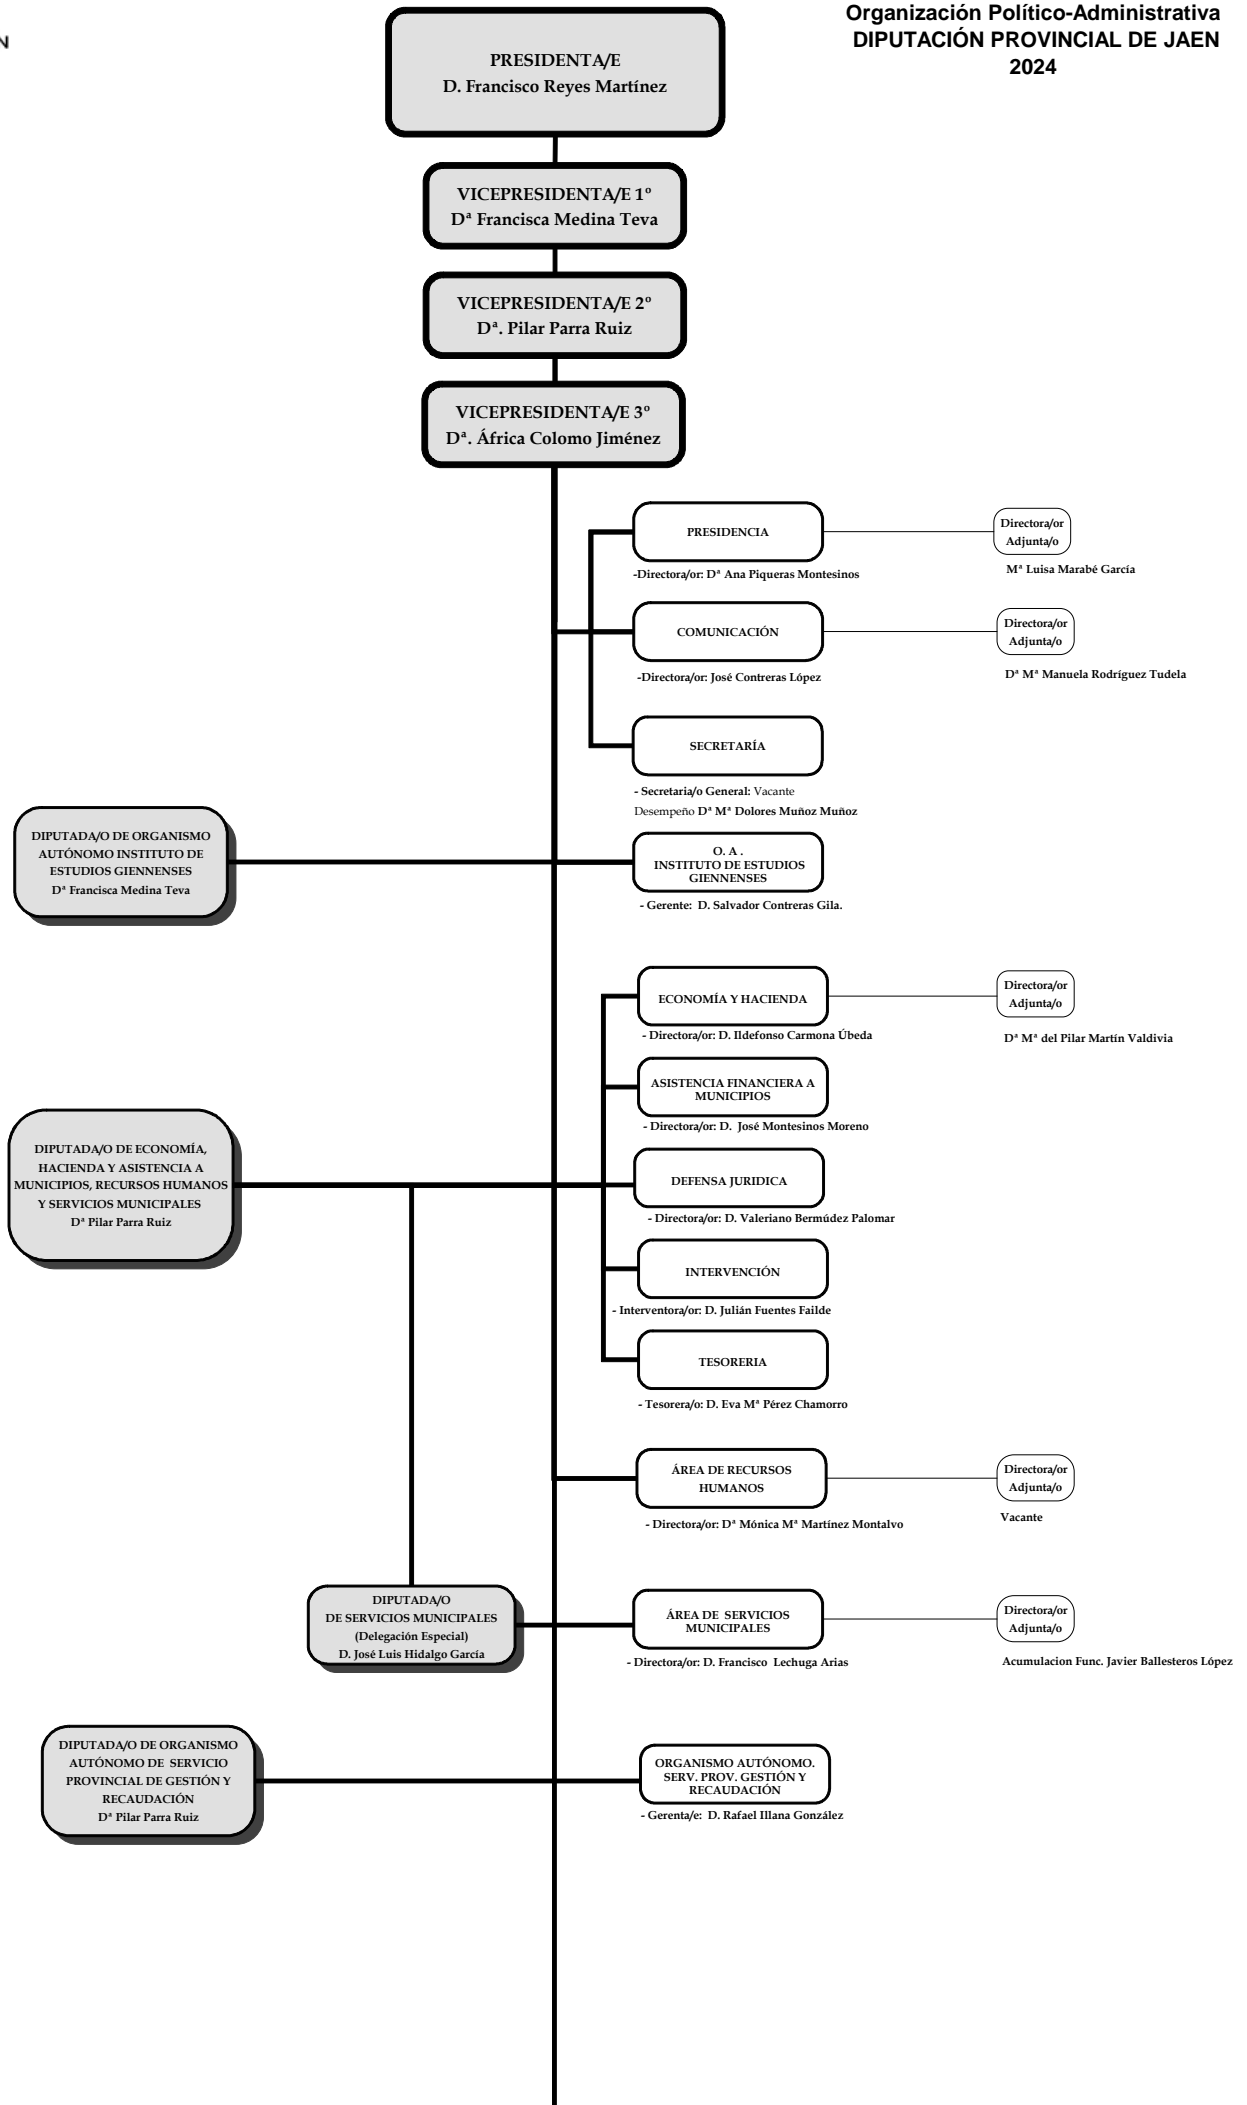 Organización Político-Administrativa
DIPUTACIÓN PROVINCIAL DE JAEN
2024
N
PRESIDENTA/E
D. Francisco Reyes Martínez
VICEPRESIDENTA/E 1º
Dª Francisca Medina Teva
VICEPRESIDENTA/E 2º
Dª. Pilar Parra Ruiz
VICEPRESIDENTA/E 3º
Dª. África Colomo Jiménez
PRESIDENCIA
-Directora/or: Dª Ana Piqueras Montesinos
Directora/or
Adjunta/o
Mª Luisa Marabé García
COMUNICACIÓN
-Directora/or: José Contreras López
Directora/or
Adjunta/o
Dª Mª Manuela Rodríguez Tudela
SECRETARÍA
- Secretaria/o General: Vacante
Desempeño Dª Mª Dolores Muñoz Muñoz
DIPUTADA/O DE ORGANISMO
AUTÓNOMO INSTITUTO DE
ESTUDIOS GIENNENSES
Dª Francisca Medina Teva
O. A .
INSTITUTO DE ESTUDIOS
GIENNENSES
- Gerente:  D. Salvador Contreras Gila.
ECONOMÍA Y HACIENDA
- Directora/or: D. Ildefonso Carmona Úbeda
Directora/or
Adjunta/o
Dª Mª del Pilar Martín Valdivia
ASISTENCIA FINANCIERA A
MUNICIPIOS
- Directora/or: D.  José Montesinos Moreno
DIPUTADA/O DE ECONOMÍA,
HACIENDA Y ASISTENCIA A
MUNICIPIOS, RECURSOS HUMANOS
Y SERVICIOS MUNICIPALES
Dª Pilar Parra Ruiz
DEFENSA JURIDICA
- Directora/or: D. Valeriano Bermúdez Palomar
INTERVENCIÓN
- Interventora/or: D. Julián Fuentes Failde
TESORERIA
- Tesorera/o: D. Eva Mª Pérez Chamorro
ÁREA DE RECURSOS
HUMANOS
- Directora/or: Dª Mónica Mª Martínez Montalvo
Directora/or
Adjunta/o
Vacante
DIPUTADA/O
DE SERVICIOS MUNICIPALES
(Delegación Especial)
D. José Luis Hidalgo García
ÁREA DE  SERVICIOS
MUNICIPALES
- Directora/or: D. Francisco  Lechuga Arias
Directora/or
Adjunta/o
Acumulacion Func. Javier Ballesteros López
DIPUTADA/O DE ORGANISMO
AUTÓNOMO DE  SERVICIO
PROVINCIAL DE GESTIÓN Y
RECAUDACIÓN
Dª Pilar Parra Ruiz
ORGANISMO AUTÓNOMO.
SERV. PROV. GESTIÓN Y
RECAUDACIÓN
- Gerenta/e:  D. Rafael Illana González